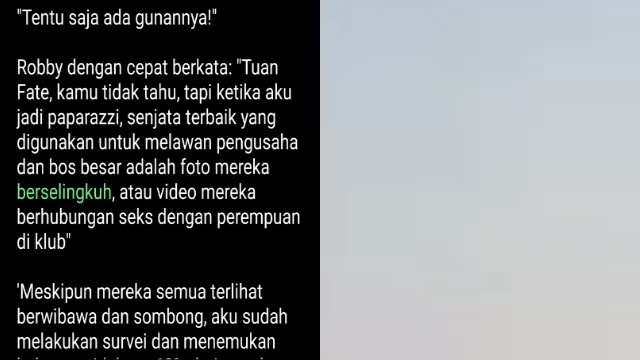 "Tentu saja ada gunannya!"
Robby dengan cepat berkata: "Tuan
Fate, kamu tidak tahu, tapi ketika aku
jadi paparazzi, senjata terbaik yang
digunakan untuk melawan pengusaha
dan bos besar adalah foto mereka
berselingkuh, atau video mereka
berhubungan seks dengan perempuan
di klub"
'Meskipun mereka semua terlihat
berwibawa dan sombong, aku sudah
melakukan survei dan menemukan